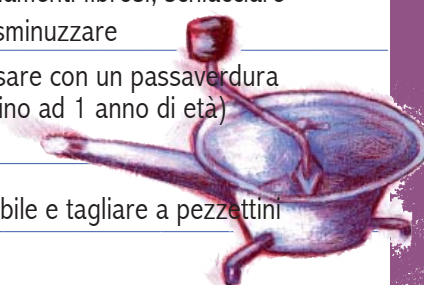 sminuzzare
sare con un passaverdura
ino ad 1 anno di età)
bile e tagliare a pezzettini